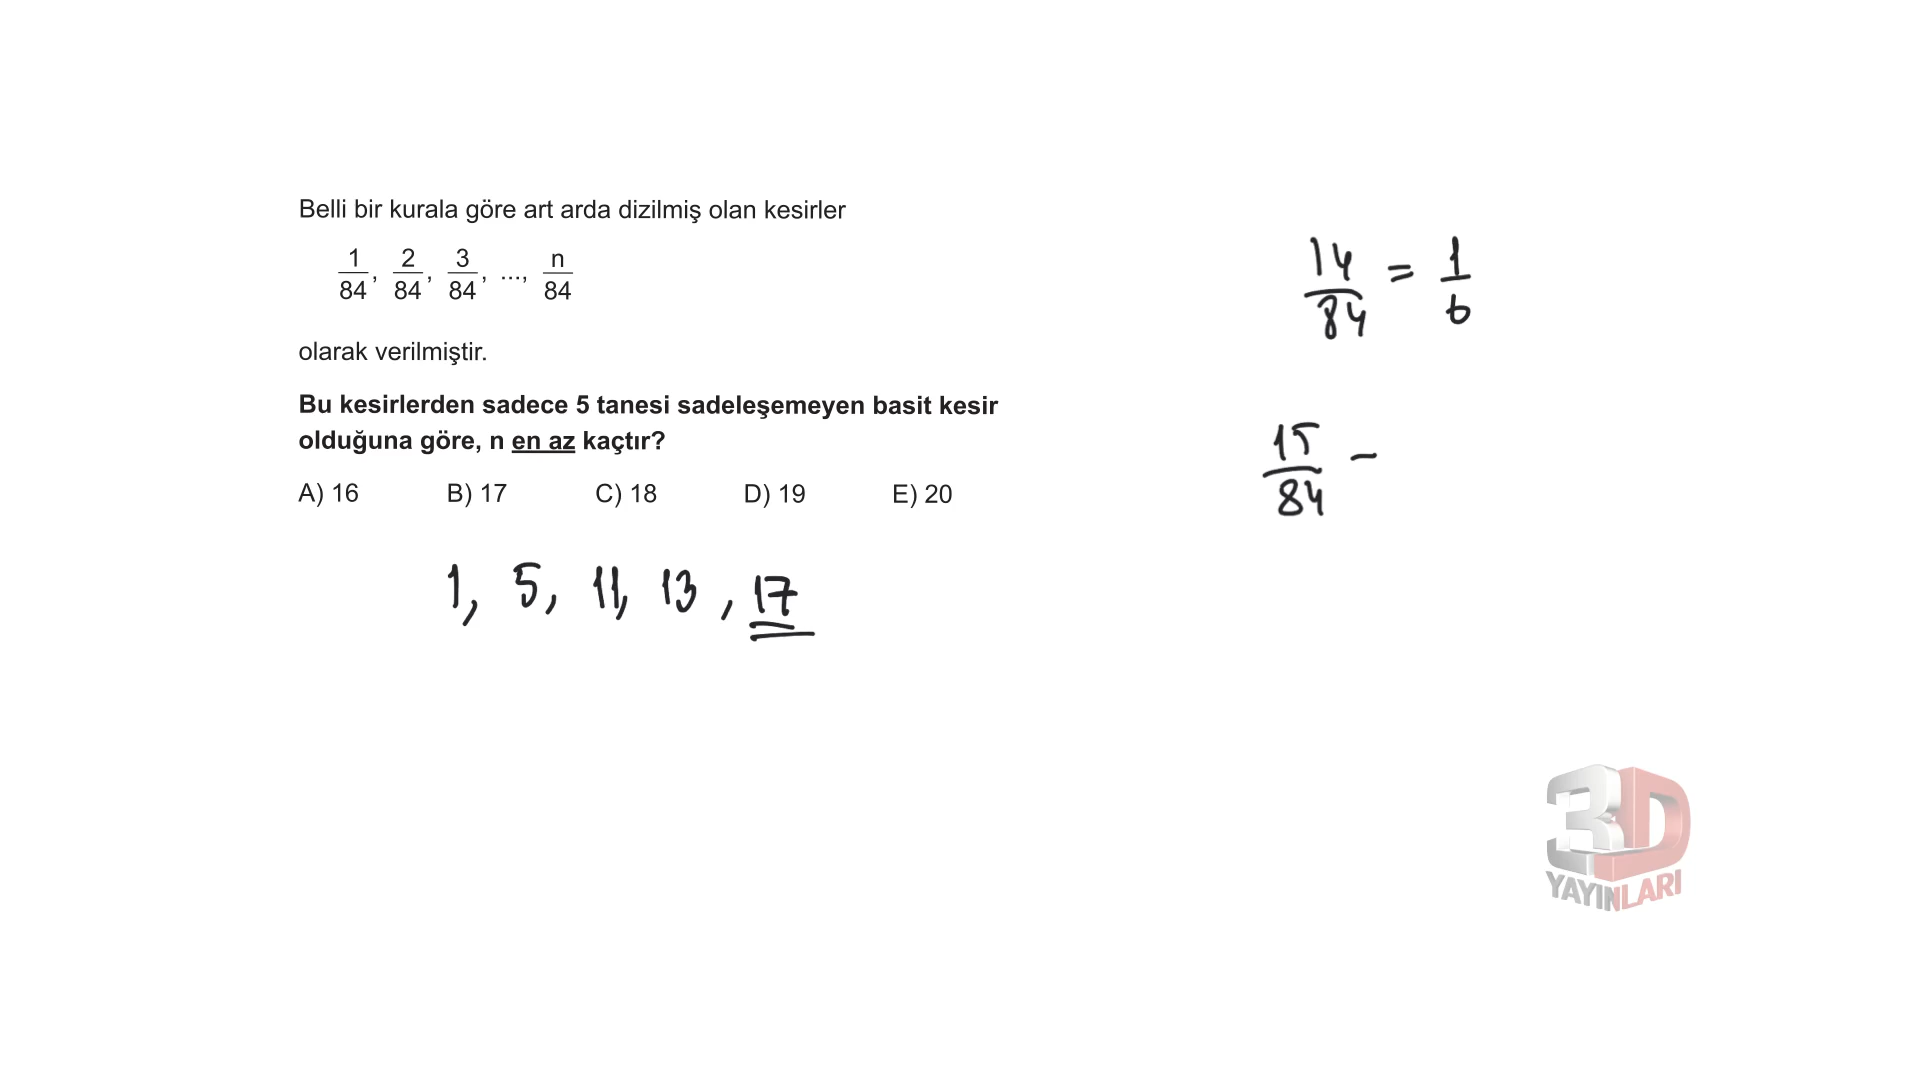 Belli bir kurala göre art arda dizilmiş olan kesirler
1/84, 2/84, 3/84, ..., n/84
olarak verilmiştir.
Bu kesirlerden sadece 5 tanesi sadeleşemeyen basit kesir
olduğuna göre, n en az kaçtır?
A) 16 B) 17 C) 18 D) 19 E) 20
1, 5, 11, 13, 17
14/84 = 1/6
15/84 -
3D
YAYINLARI